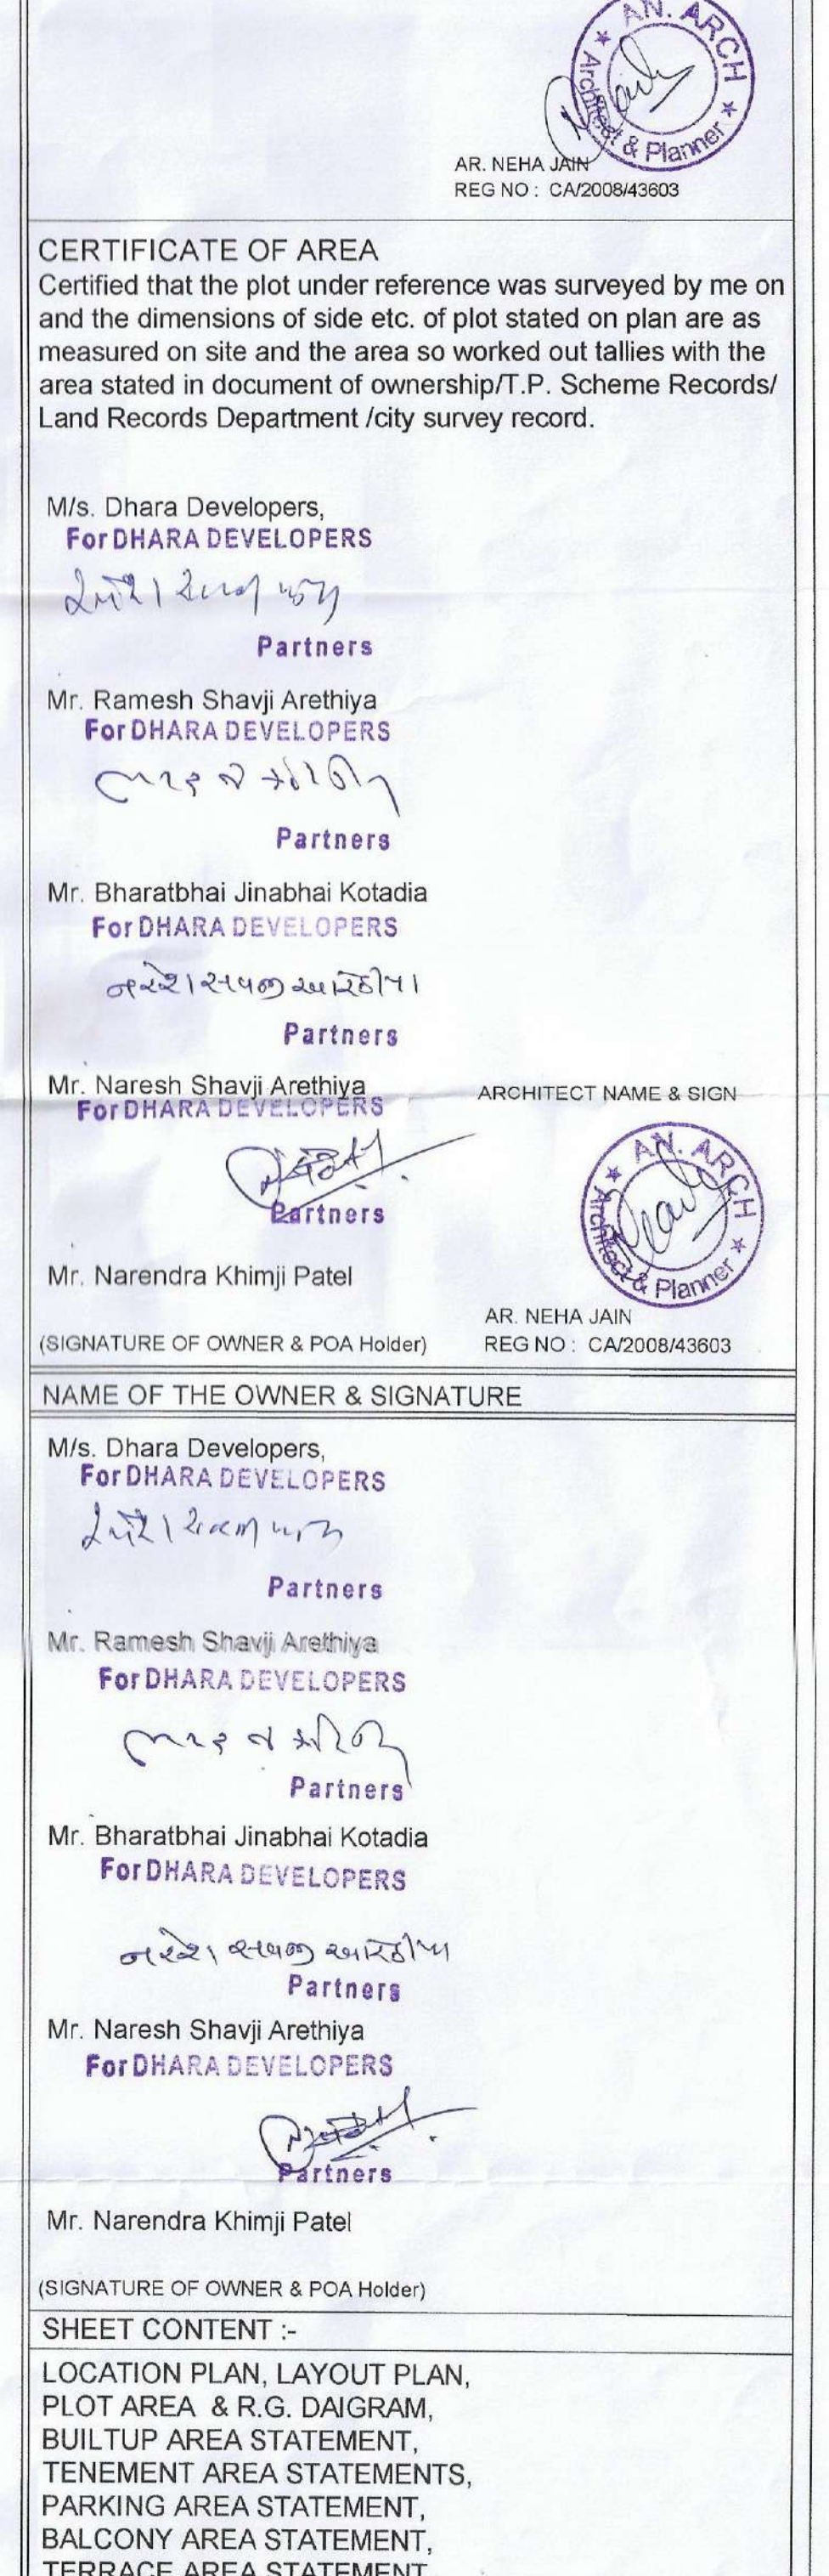 AN. ARCH
Architect & Planner
AR. NEHA JAIN
REG NO : CA/2008/43603
CERTIFICATE OF AREA
Certified that the plot under reference was surveyed by me on
and the dimensions of side etc. of plot stated on plan are as
measured on site and the area so worked out tallies with the
area stated in document of ownership/T.P. Scheme Records/
Land Records Department /city survey record.
M/s. Dhara Developers,
For DHARA DEVELOPERS
Partners
Mr. Ramesh Shavji Arethiya
For DHARA DEVELOPERS
Partners
Mr. Bharatbhai Jinabhai Kotadia
For DHARA DEVELOPERS
Partners
Mr. Naresh Shavji Arethiya
For DHARA DEVELOPERS
ARCHITECT NAME & SIGN
AN. ARCH
Architect & Planner
Partners
Mr. Narendra Khimji Patel
AR. NEHA JAIN
(SIGNATURE OF OWNER & POA Holder)
REG NO : CA/2008/43603
NAME OF THE OWNER & SIGNATURE
M/s. Dhara Developers,
For DHARA DEVELOPERS
Partners
Mr. Ramesh Shavji Arethiya
For DHARA DEVELOPERS
Partners
Mr. Bharatbhai Jinabhai Kotadia
For DHARA DEVELOPERS
Partners
Mr. Naresh Shavji Arethiya
For DHARA DEVELOPERS
Partners
Mr. Narendra Khimji Patel
(SIGNATURE OF OWNER & POA Holder)
SHEET CONTENT :-
LOCATION PLAN, LAYOUT PLAN,
PLOT AREA & R.G. DAIGRAM,
BUILTUP AREA STATEMENT,
TENEMENT AREA STATEMENTS,
PARKING AREA STATEMENT,
BALCONY AREA STATEMENT,
TERRACE AREA STATEMENT